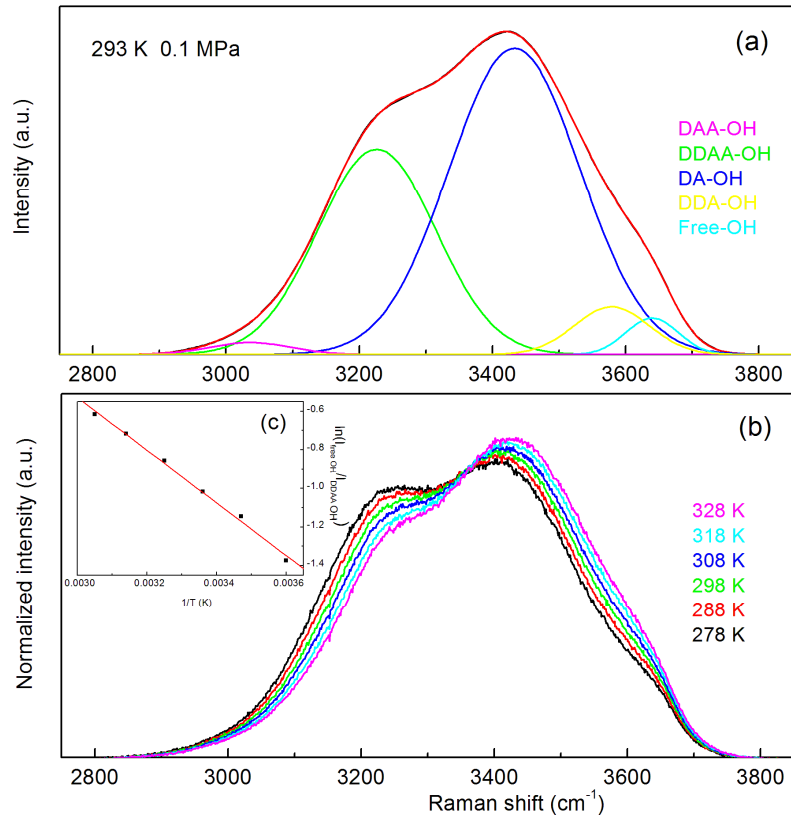 293 K 0.1 MPa
(a)
Intensity (a.u.)
DAA-OH
DDAA-OH
DA-OH
DDA-OH
Free-OH
2800 3000 3200 3400 3600 3800
(c)
-0.6
-0.8
-1.0
-1.2
-1.4
ln(I free OH /I DDAA OH )
0.0030 0.0032 0.0034 0.0036
1/T (K)
(b)
Normalized intensity (a.u.)
328 K
318 K
308 K
298 K
288 K
278 K
2800 3000 3200 3400 3600 3800
Raman shift (cm⁻¹)